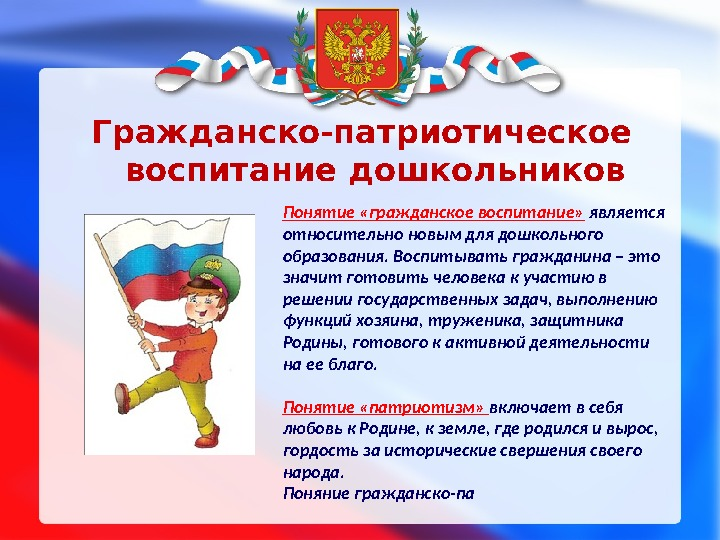 Гражданско-патриотическое
воспитание дошкольников
Понятие «гражданское воспитание» является
относительно новым для дошкольного
образования. Воспитывать гражданина – это
значит готовить человека к участию в
решении государственных задач, выполнению
функций хозяина, труженика, защитника
Родины, готового к активной деятельности
на ее благо.
Понятие «патриотизм» включает в себя
любовь к Родине, к земле, где родился и вырос,
гордость за исторические свершения своего
народа.
Поняние гражданско-па